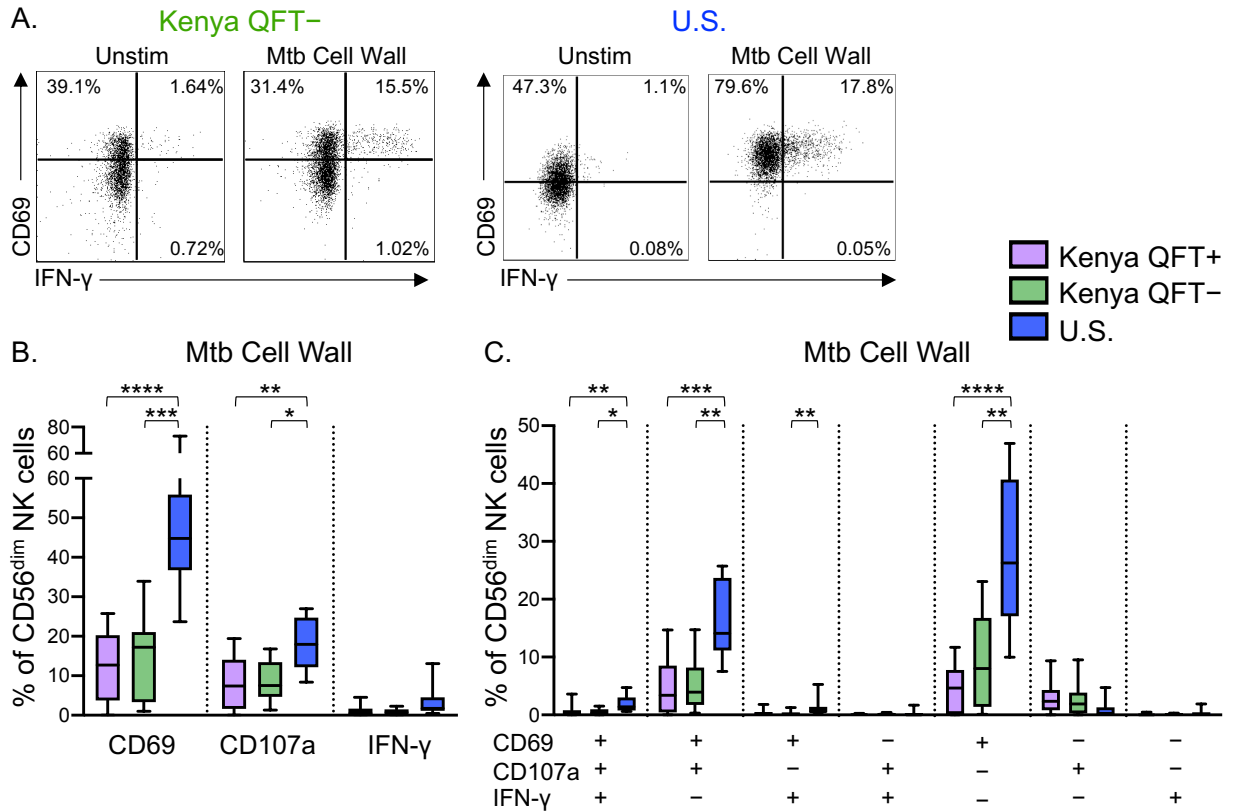 A.
Kenya QFT−
U.S.
Unstim
Mtb Cell Wall
Unstim
Mtb Cell Wall
39.1%
1.64%
31.4%
15.5%
47.3%
1.1%
79.6%
17.8%
CD69
0.72%
1.02%
CD69
0.08%
0.05%
IFN-γ
IFN-γ
Kenya QFT+
Kenya QFT−
U.S.
B.
Mtb Cell Wall
% of CD56dim NK cells
80
60
60
50
40
30
20
10
0
****
***
**
*
CD69
CD107a
IFN-γ
C.
Mtb Cell Wall
% of CD56dim NK cells
50
40
30
20
10
0
**
*
***
**
**
****
**
CD69 + + + − + − −
CD107a + + − + − + −
IFN-γ + − + + − − +